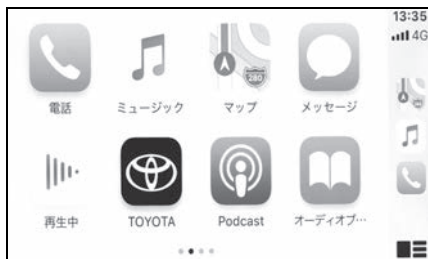 13:35
4G
280
電話
ミュージック
マップ
メッセージ
再生中
TOYOTA
Podcast
オーディオブ…